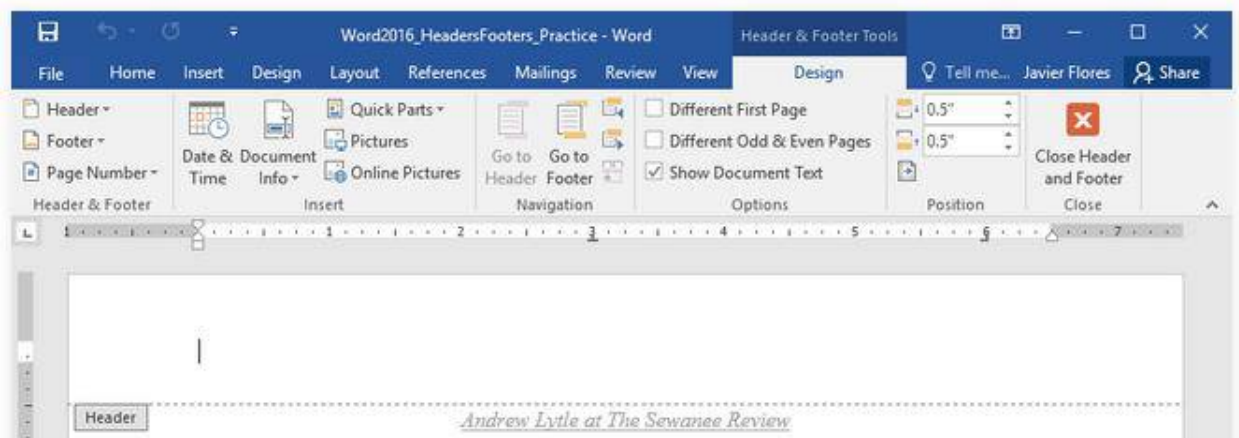 Word2016_HeadersFooters_Practice - Word Header & Footer Tools
File Home Insert Design Layout References Mailings Review View Design Tell me... Javier Flores Share
Header
Footer
Page Number
Header & Footer
Date & Time
Document Info
Quick Parts
Pictures
Online Pictures
Insert
Go to Header
Go to Footer
Navigation
Different First Page
Different Odd & Even Pages
Show Document Text
Options
0.5"
0.5"
Position
Close Header and Footer
Close
L 1 1 2 3 4 5 6 7
Header
Andrew Lytle at The Sewanee Review